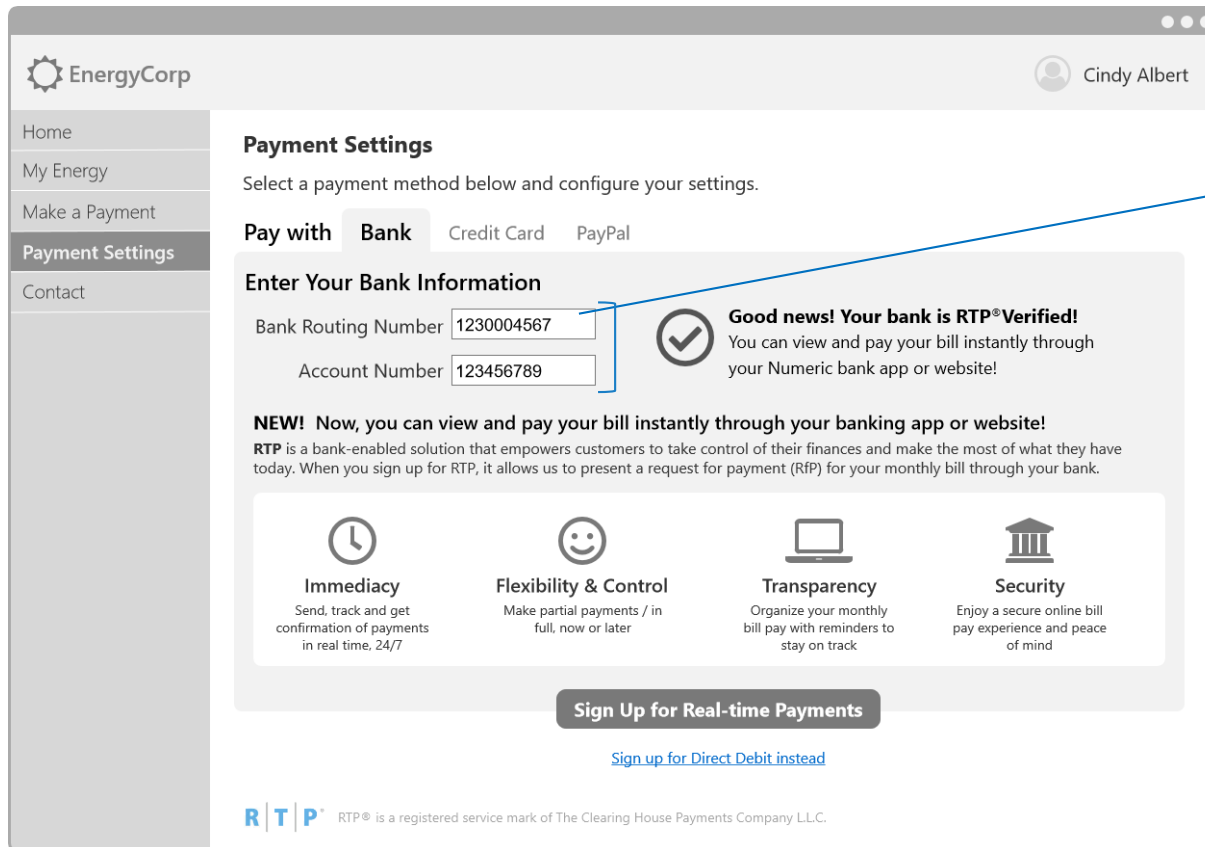 EnergyCorp
Cindy Albert
Home
My Energy
Make a Payment
Payment Settings
Contact
Payment Settings
Select a payment method below and configure your settings.
Pay with Bank Credit Card PayPal
Enter Your Bank Information
Bank Routing Number 1230004567
Account Number 123456789
Good news! Your bank is RTP® Verified!
You can view and pay your bill instantly through
your Numeric bank app or website!
NEW! Now, you can view and pay your bill instantly through your banking app or website!
RTP is a bank-enabled solution that empowers customers to take control of their finances and make the most of what they have
today. When you sign up for RTP, it allows us to present a request for payment (RfP) for your monthly bill through your bank.
Immediacy
Send, track and get
confirmation of payments
in real time, 24/7
Flexibility & Control
Make partial payments / in
full, now or later
Transparency
Organize your monthly
bill pay with reminders to
stay on track
Security
Enjoy a secure online bill
pay experience and peace
of mind
Sign Up for Real-time Payments
Sign up for Direct Debit instead
RTP® RTP® is a registered service mark of The Clearing House Payments Company L.L.C.